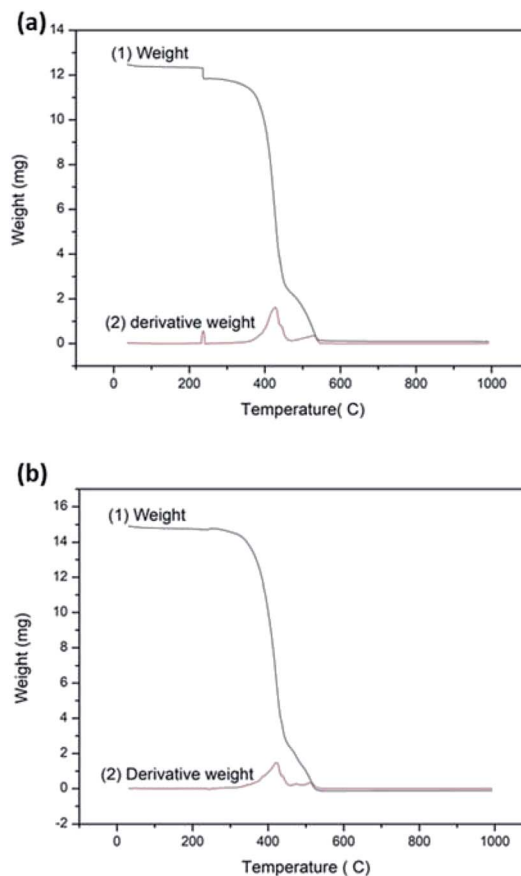 (a)
14
(1) Weight
12
10
8
6
4
2
0
Weight (mg)
(2) derivative weight
0 200 400 600 800 1000
Temperature( C)
(b)
16
(1) Weight
14
12
10
8
6
4
2
0
-2
Weight (mg)
(2) Derivative weight
0 200 400 600 800 1000
Temperature ( C)